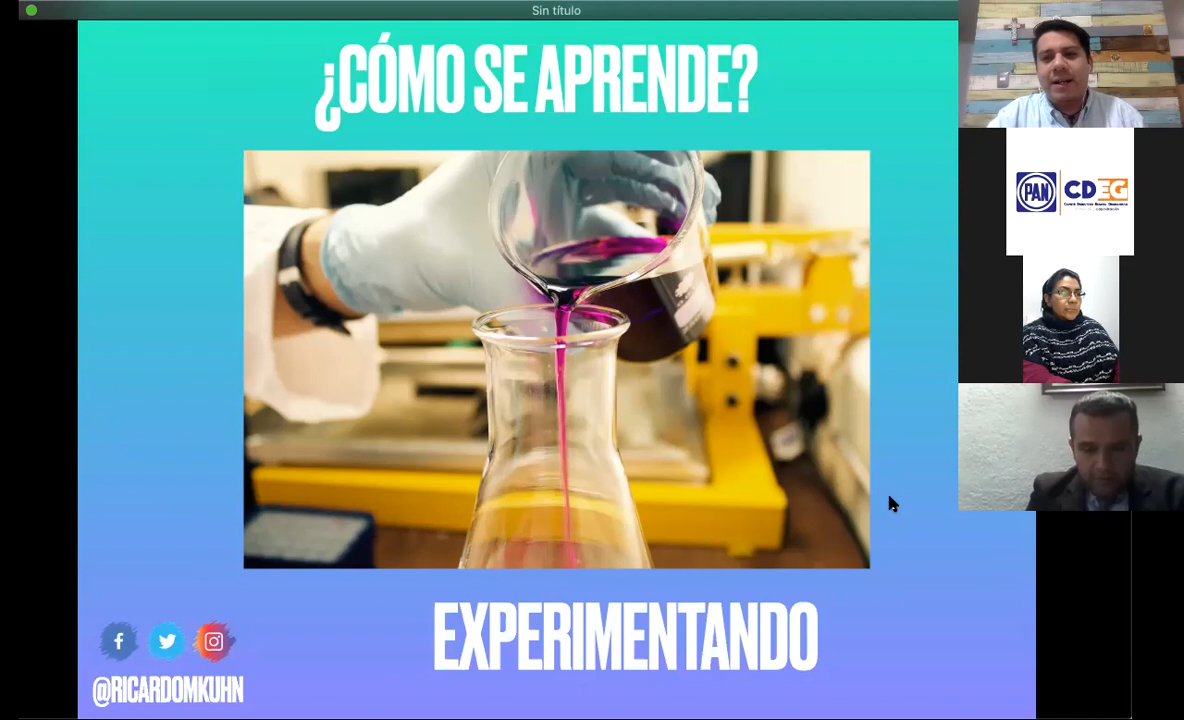 Sin título
¿CÓMO SE APRENDE?
PAN
CDEG
EXPERIMENTANDO
@RICARDOMKUHN